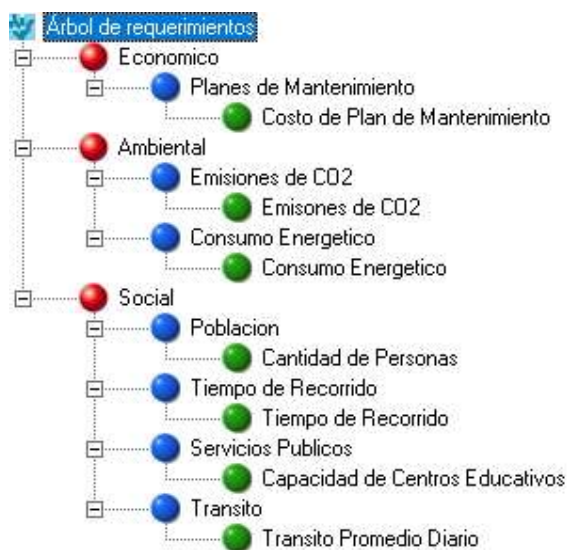 Árbol de requerimientos
Economico
Planes de Mantenimiento
Costo de Plan de Mantenimiento
Ambiental
Emisiones de CO2
Emisones de CO2
Consumo Energetico
Consumo Energetico
Social
Poblacion
Cantidad de Personas
Tiempo de Recorrido
Tiempo de Recorrido
Servicios Publicos
Capacidad de Centros Educativos
Transito
Transito Promedio Diario